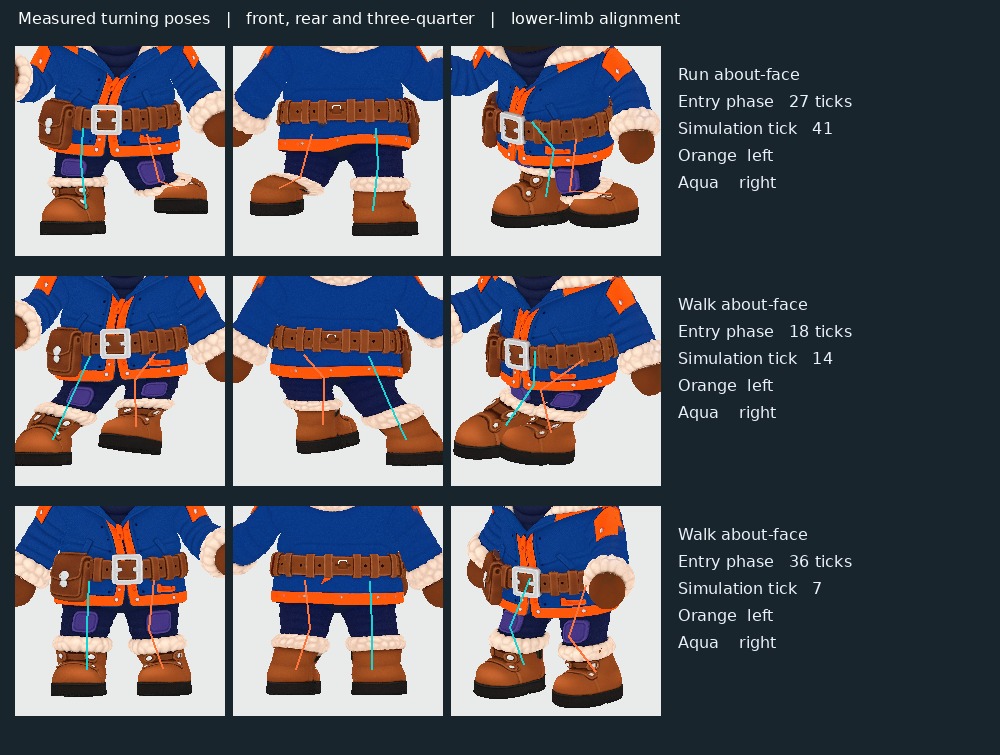 Measured turning poses | front, rear and three-quarter | lower-limb alignment
Run about-face
Entry phase 27 ticks
Simulation tick 41
Orange left
Aqua right
Walk about-face
Entry phase 18 ticks
Simulation tick 14
Orange left
Aqua right
Walk about-face
Entry phase 36 ticks
Simulation tick 7
Orange left
Aqua right